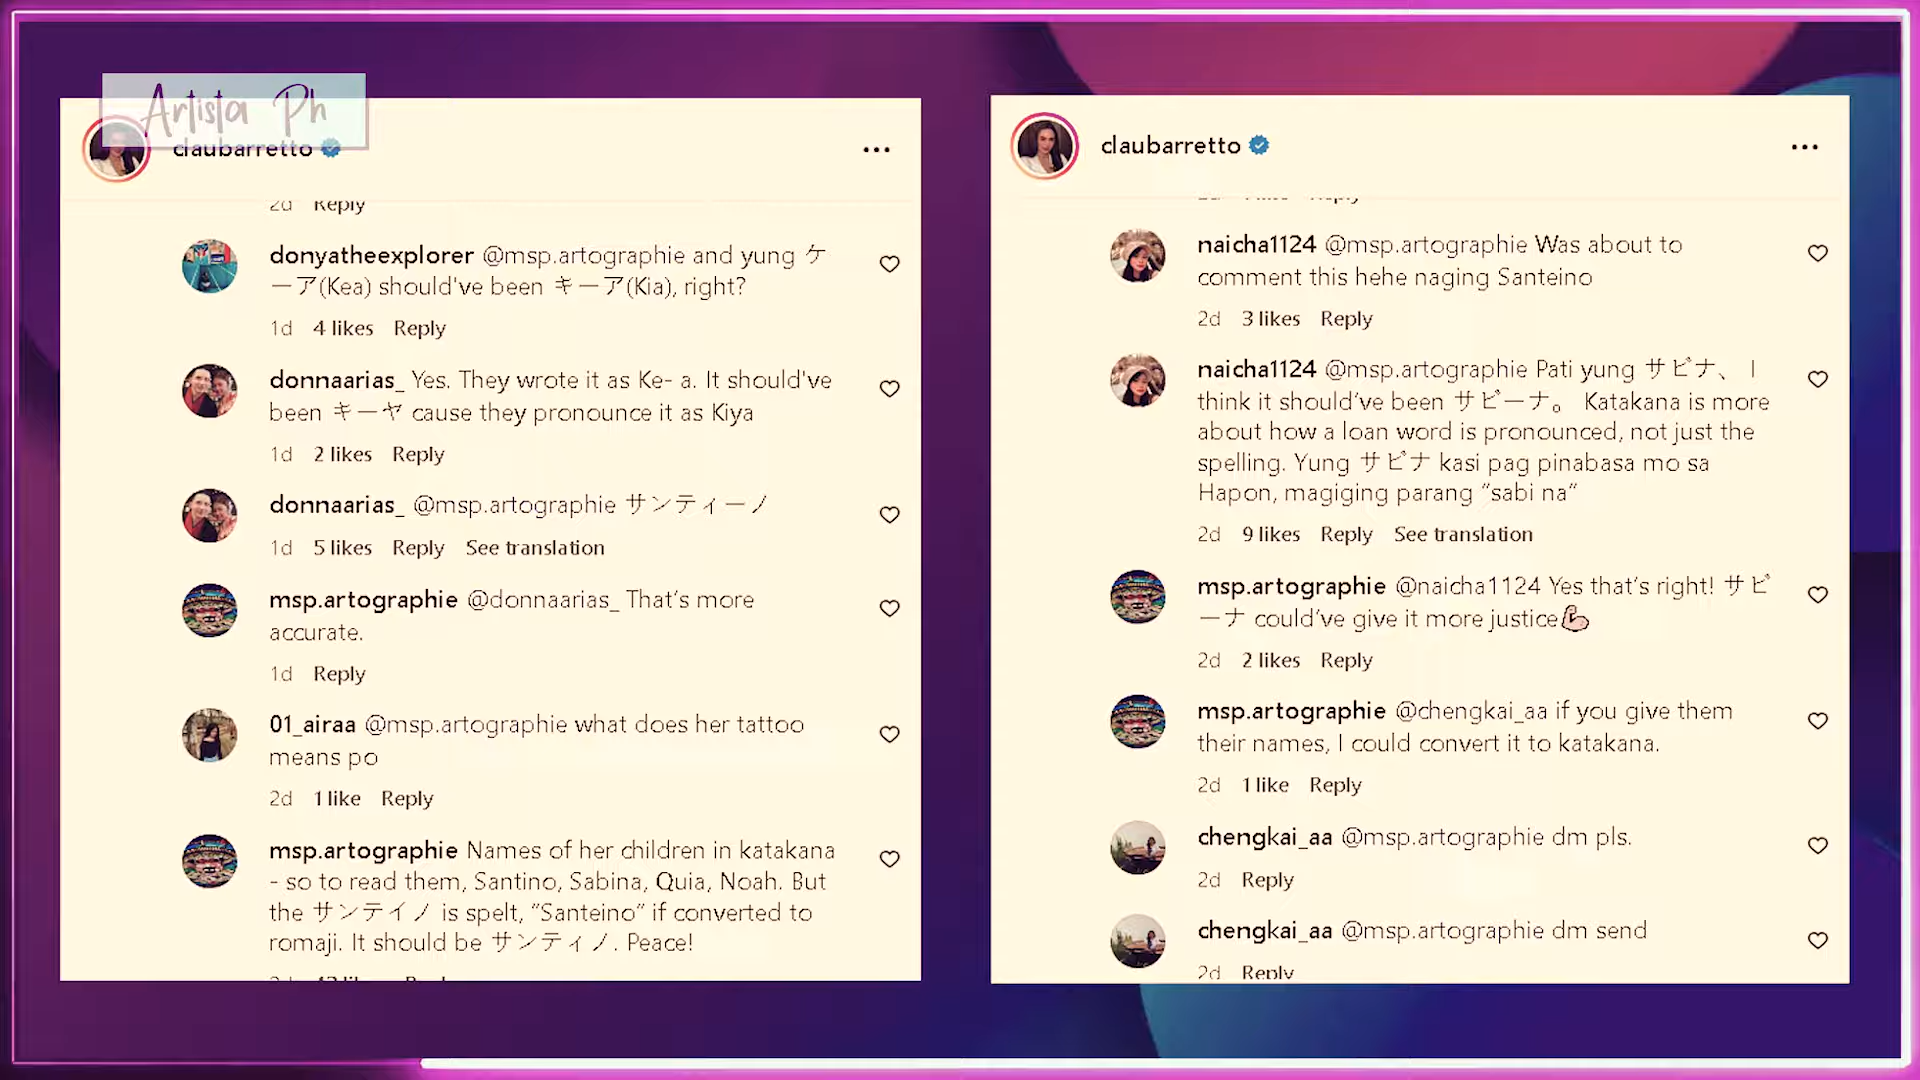 Artista Ph
claubarretto
2d Reply
donyatheexplorer @msp.artographie and yung ケ
ーア(Kea) should've been キーア(Kia), right?
1d 4 likes Reply
donnaarias_ Yes. They wrote it as Ke- a. It should've
been キーヤ cause they pronounce it as Kiya
1d 2 likes Reply
donnaarias_ @msp.artographie サンティーノ
1d 5 likes Reply See translation
msp.artographie @donnaarias_ That's more
accurate.
1d Reply
01_airaa @msp.artographie what does her tattoo
means po
2d 1 like Reply
msp.artographie Names of her children in katakana
- so to read them, Santino, Sabina, Quia, Noah. But
the サンテイノ is spelt, "Santeino" if converted to
romaji. It should be サンティノ. Peace!
claubarretto
naicha1124 @msp.artographie Was about to
comment this hehe naging Santeino
2d 3 likes Reply
naicha1124 @msp.artographie Pati yung サビナ、 I
think it should've been サビーナ。 Katakana is more
about how a loan word is pronounced, not just the
spelling. Yung サビナ kasi pag pinabasa mo sa
Hapon, magiging parang "sabi na"
2d 9 likes Reply See translation
msp.artographie @naicha1124 Yes that's right! サビ
ーナ could've give it more justice💪
2d 2 likes Reply
msp.artographie @chengkai_aa if you give them
their names, I could convert it to katakana.
2d 1 like Reply
chengkai_aa @msp.artographie dm pls.
2d Reply
chengkai_aa @msp.artographie dm send
2d Reply